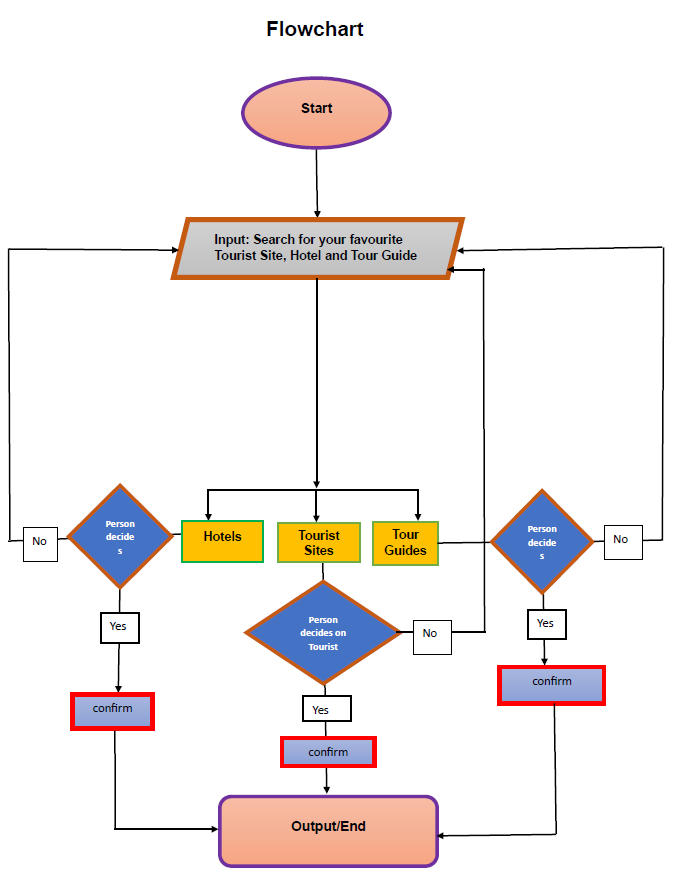 Flowchart
Start
Input: Search for your favourite
Tourist Site, Hotel and Tour Guide
Person
decide
s
No
Hotels
Tourist
Sites
Tour
Guides
Person
decide
s
No
Yes
Person
decides on
Tourist
No
Yes
confirm
Yes
confirm
confirm
Output/End